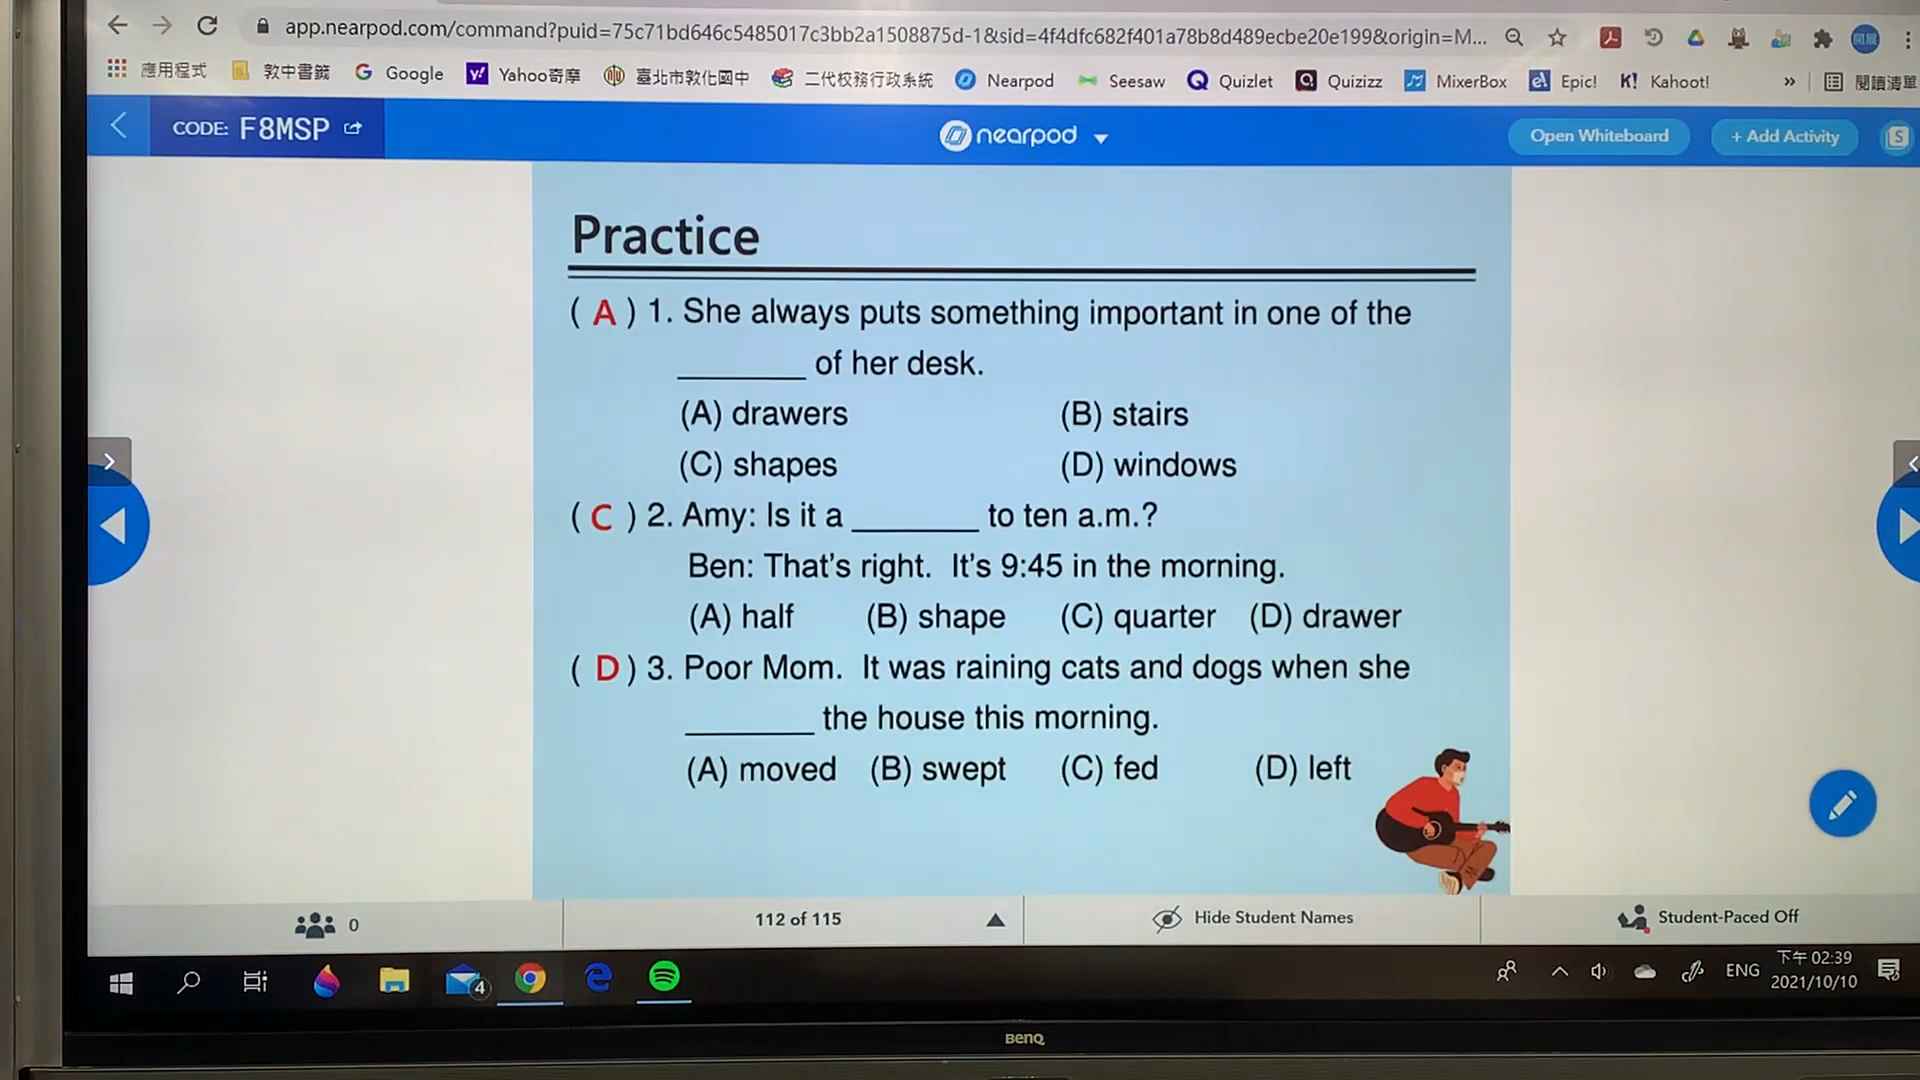 app.nearpod.com/command?puid=75c71bd646c5485017c3bb2a1508875d-1&sid=4f4dfc682f401a78b8d489ecbe20e199&origin=M...
應用程式 敦中書籤 Google Yahoo奇摩 臺北市敦化國中 二代校務行政系統 Nearpod Seesaw Quizlet Quizizz MixerBox Epic! Kahoot! » 閱讀清單
CODE: F8MSP nearpod Open Whiteboard + Add Activity S
Practice
( A ) 1. She always puts something important in one of the
________ of her desk.
(A) drawers (B) stairs
(C) shapes (D) windows
( C ) 2. Amy: Is it a ________ to ten a.m.?
Ben: That's right. It's 9:45 in the morning.
(A) half (B) shape (C) quarter (D) drawer
( D ) 3. Poor Mom. It was raining cats and dogs when she
________ the house this morning.
(A) moved (B) swept (C) fed (D) left
0 112 of 115 Hide Student Names Student-Paced Off
4 ENG 下午 02:39
2021/10/10
BenQ